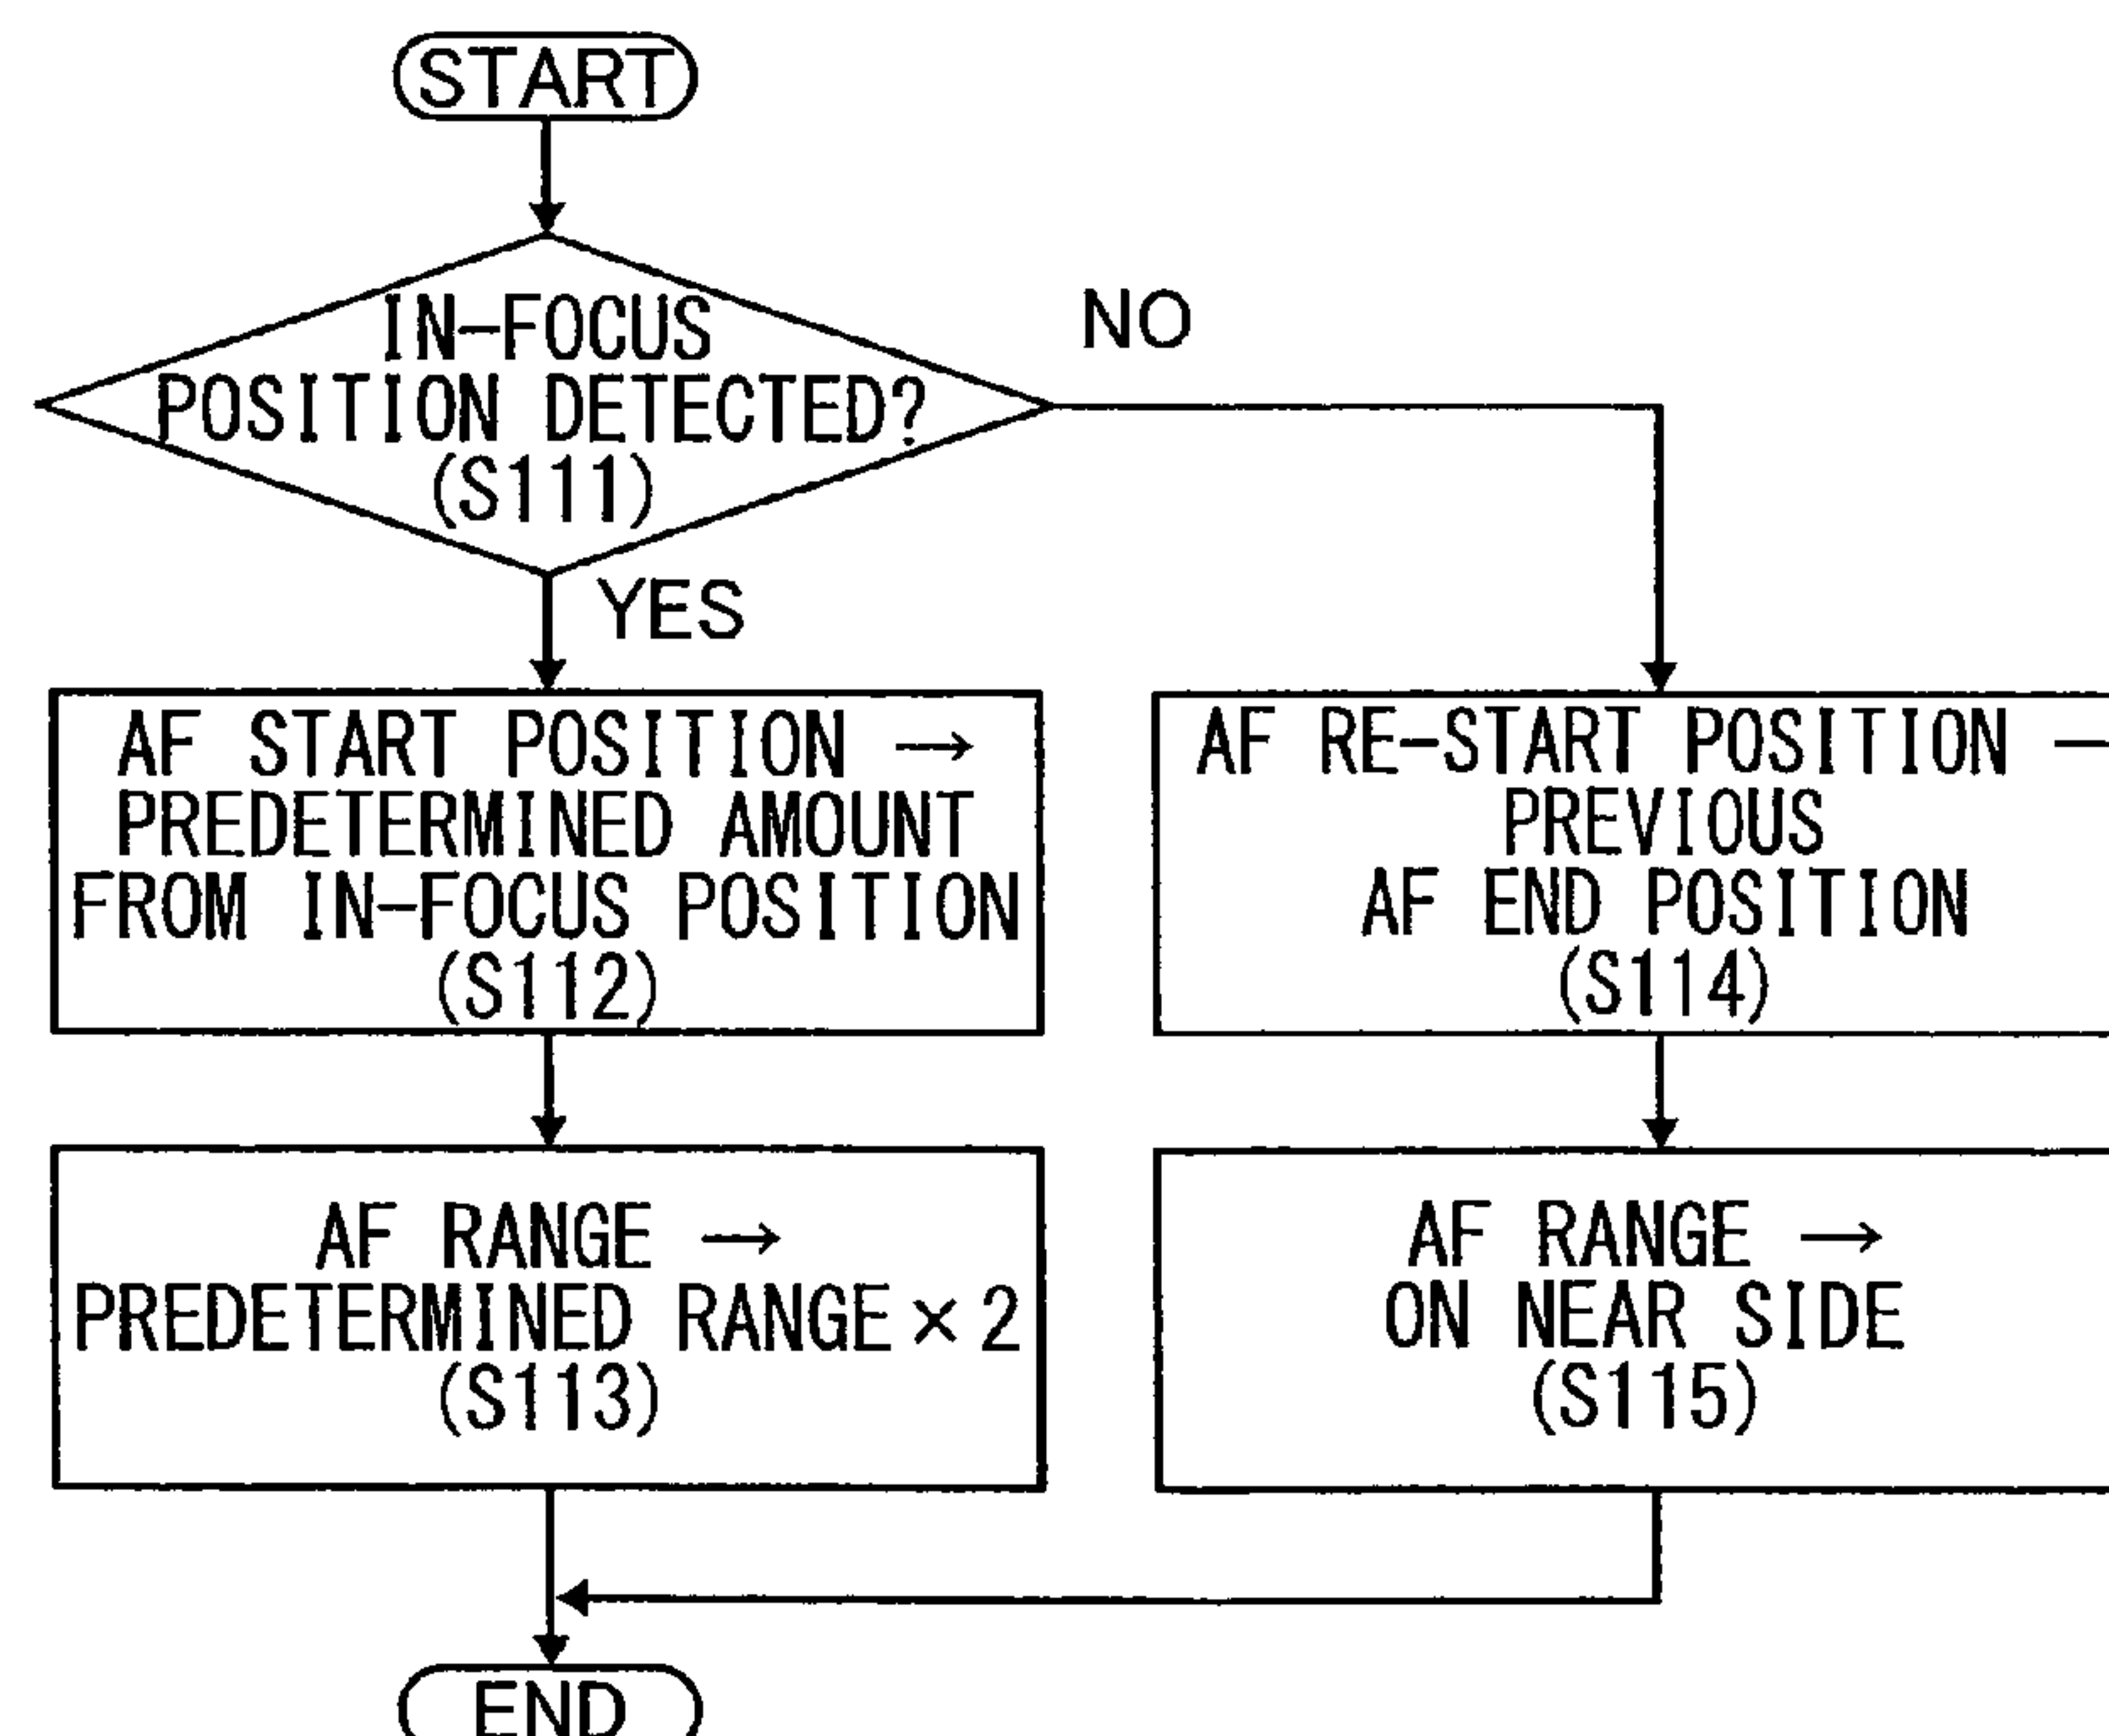 START
IN-FOCUS
POSITION DETECTED?
(S111)
NO
YES
AF START POSITION →
PREDETERMINED AMOUNT
FROM IN-FOCUS POSITION
(S112)
AF RE-START POSITION —
PREVIOUS
AF END POSITION
(S114)
AF RANGE →
PREDETERMINED RANGE×2
(S113)
AF RANGE →
ON NEAR SIDE
(S115)
END